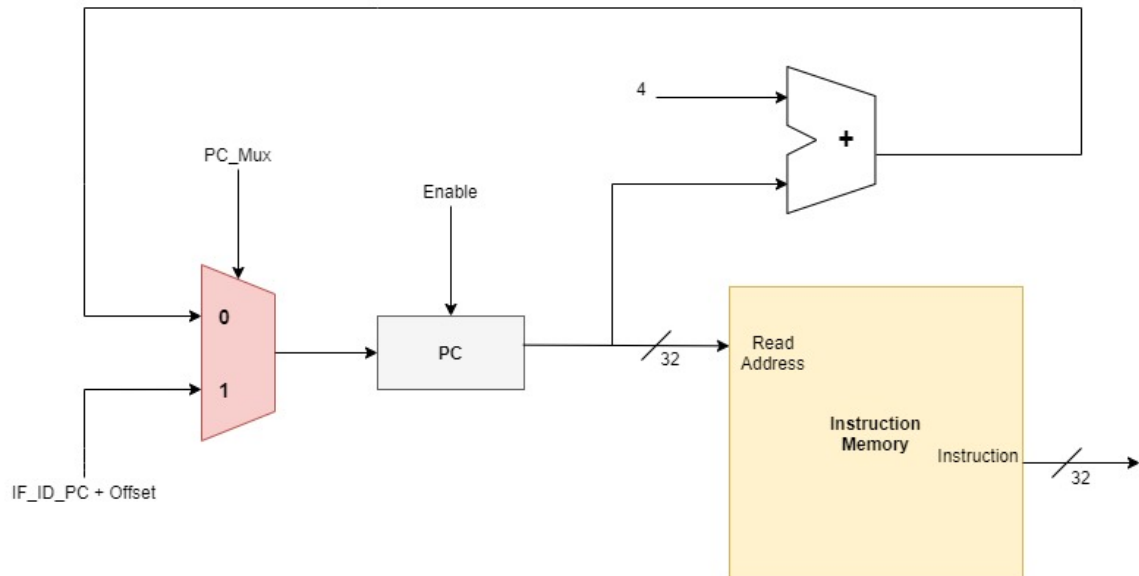 4
+
PC_Mux
Enable
0
1
PC
32
Read
Address
Instruction
Memory
Instruction
32
IF_ID_PC + Offset